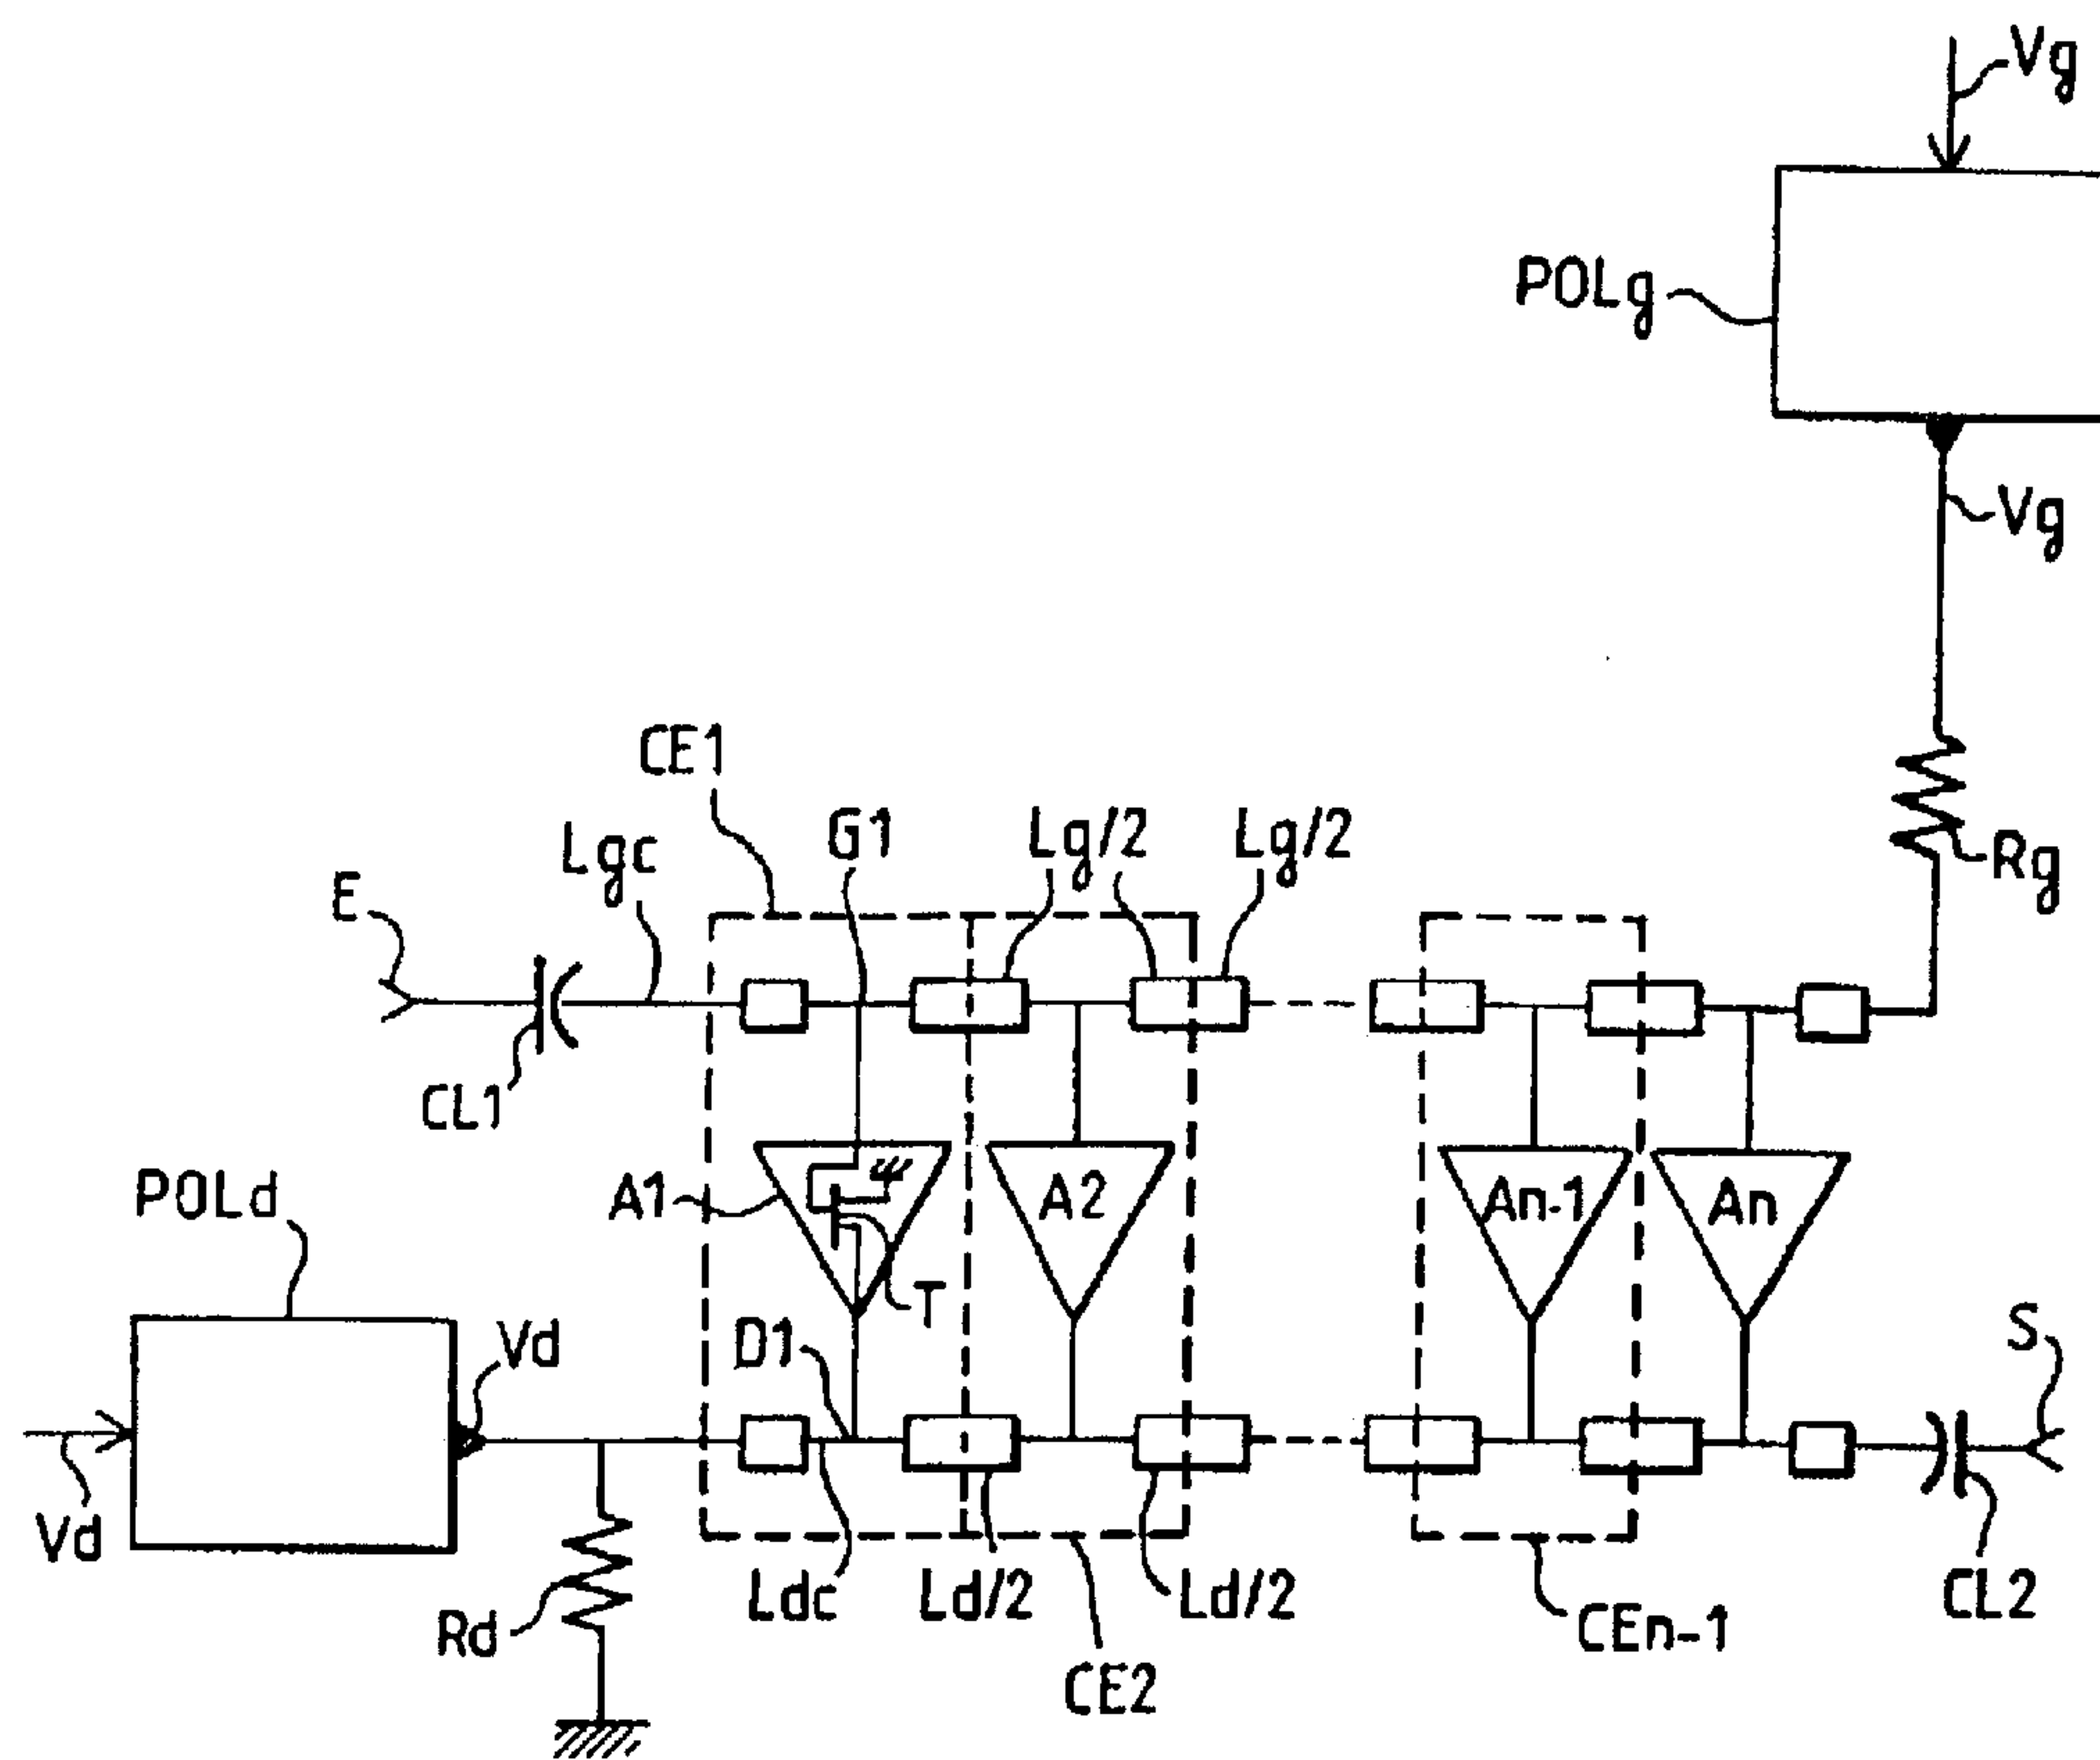 Vg
POLg
Vg
CE1
G1
Lg/2
Lg/2
Lgc
E
Rg
CL1
POLd
A1
A2
An-1
An
T
D1
Vd
S
Vd
Ldc
Ld/2
Ld/2
CL2
Rd
CEn-1
CE2